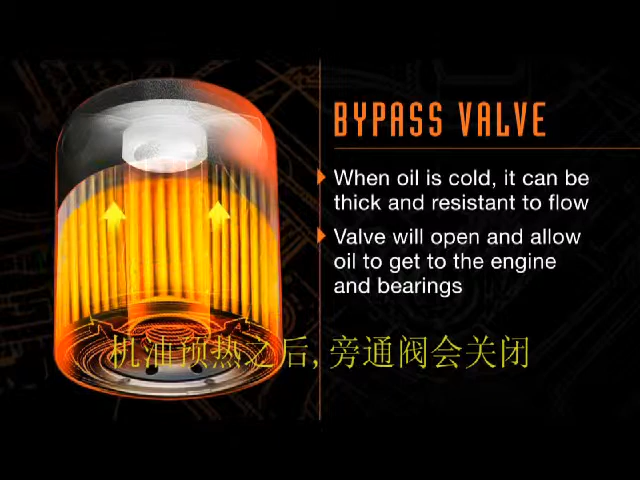 BYPASS VALVE
When oil is cold, it can be
thick and resistant to flow
Valve will open and allow
oil to get to the engine
and bearings
机油预热之后,旁通阀会关闭